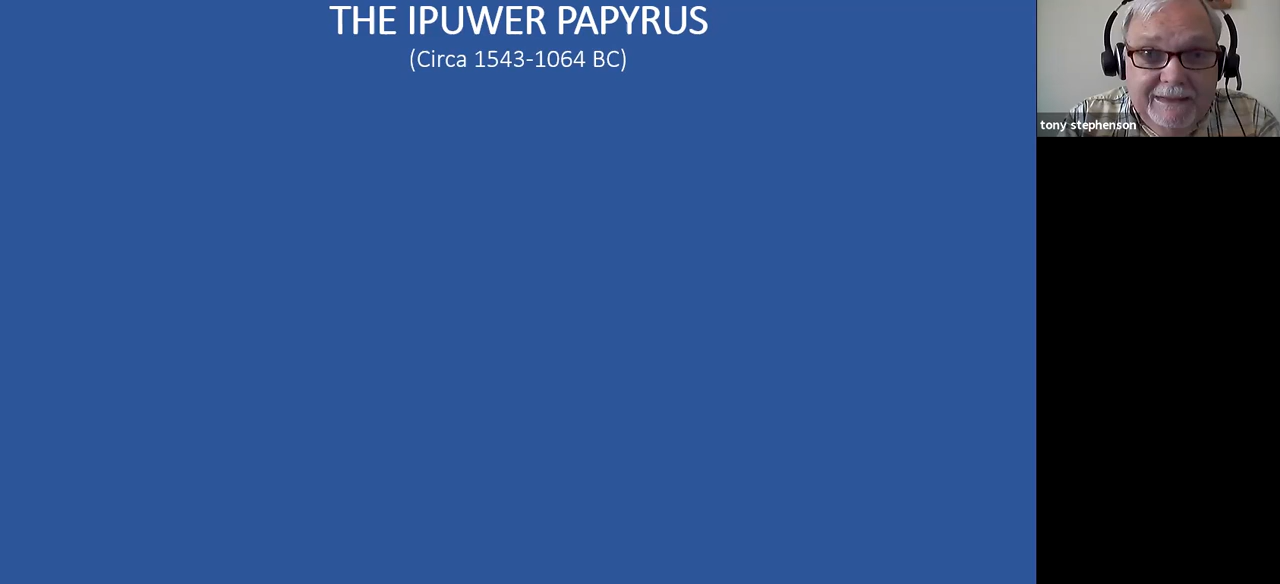 THE IPUWER PAPYRUS
(Circa 1543-1064 BC)
tony stephenson